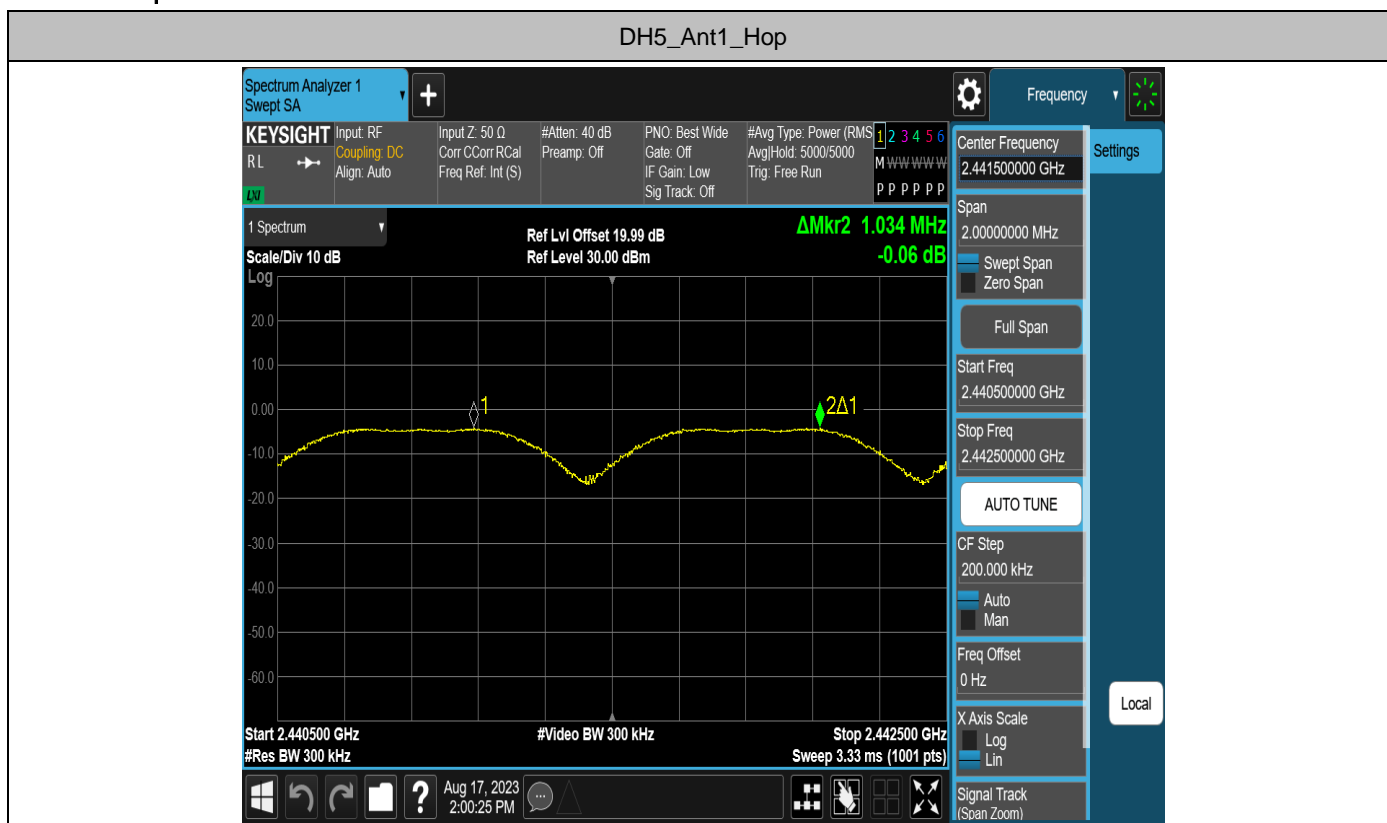 DH5_Ant1_Hop
Spectrum Analyzer 1
Swept SA
+
Frequency
KEYSIGHT
R L
LXI
Input: RF
Coupling: DC
Align: Auto
Input Z: 50 Ω
Corr CCorr RCal
Freq Ref: Int (S)
#Atten: 40 dB
Preamp: Off
PNO: Best Wide
Gate: Off
IF Gain: Low
Sig Track: Off
#Avg Type: Power (RMS
Avg|Hold: 5000/5000
Trig: Free Run
1 2 3 4 5 6
M W W W W W
P P P P P P
1 Spectrum
Scale/Div 10 dB
Log
Ref Lvl Offset 19.99 dB
Ref Level 30.00 dBm
ΔMkr2 1.034 MHz
-0.06 dB
20.0
10.0
0.00
-10.0
-20.0
-30.0
-40.0
-50.0
-60.0
1
2Δ1
Start 2.440500 GHz
#Video BW 300 kHz
Stop 2.442500 GHz
#Res BW 300 kHz
Sweep 3.33 ms (1001 pts)
Center Frequency
2.441500000 GHz
Settings
Span
2.00000000 MHz
Swept Span
Zero Span
Full Span
Start Freq
2.440500000 GHz
Stop Freq
2.442500000 GHz
AUTO TUNE
CF Step
200.000 kHz
Auto
Man
Freq Offset
0 Hz
X Axis Scale
Log
Lin
Local
Signal Track
(Span Zoom)
?
Aug 17, 2023
2:00:25 PM